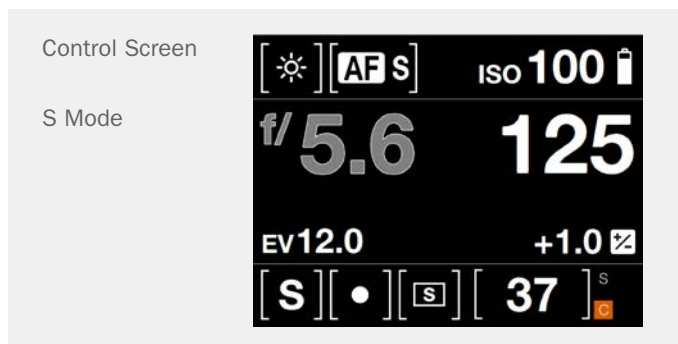 Control Screen
S Mode
[ ][AF S] ISO 100
f/5.6 125
EV12.0 +1.0 +/-
[S][●][S][ 37 ] S
C